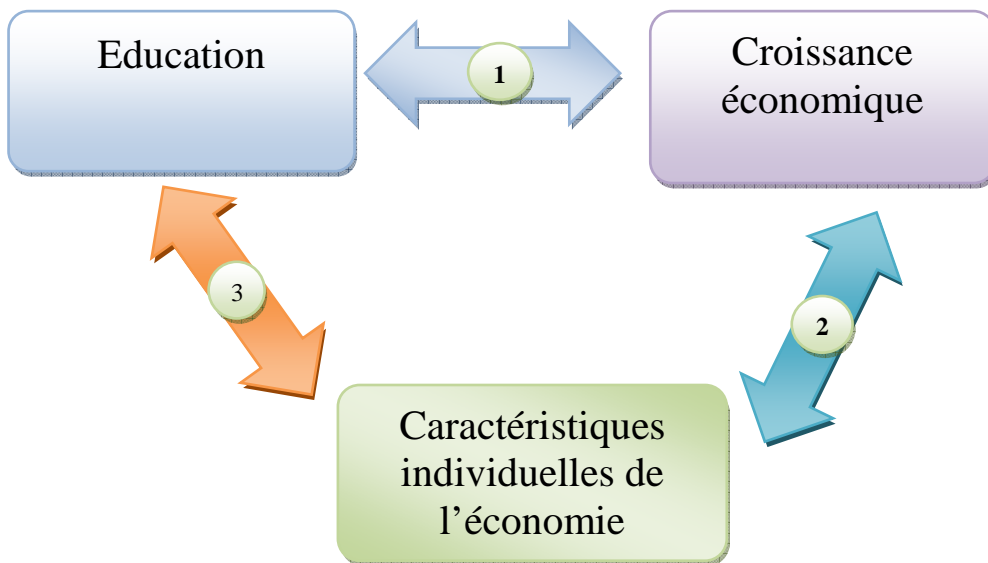 Education
1
Croissance
économique
3
2
Caractéristiques
individuelles de
l’économie